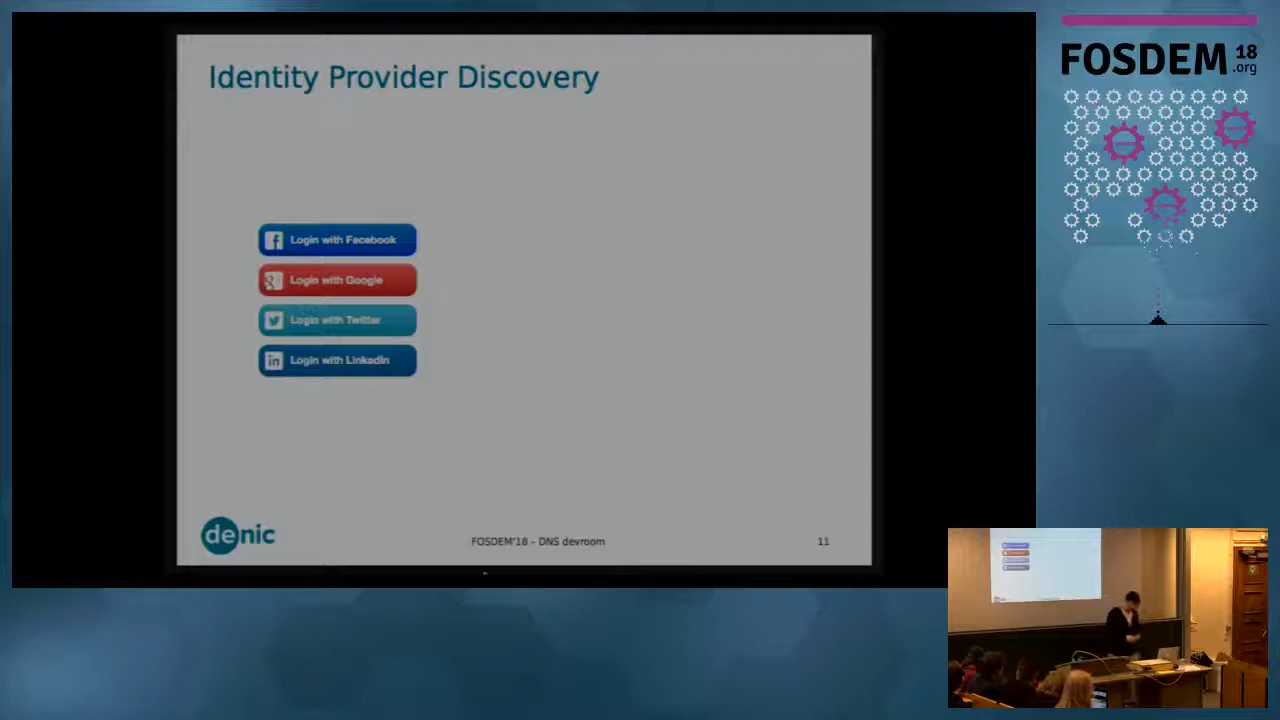 Identity Provider Discovery
Login with Facebook
Login with Google
Login with Twitter
Login with Linkedin
denic
FOSDEM'18 - DNS devroom
11
FOSDEM 18
.org